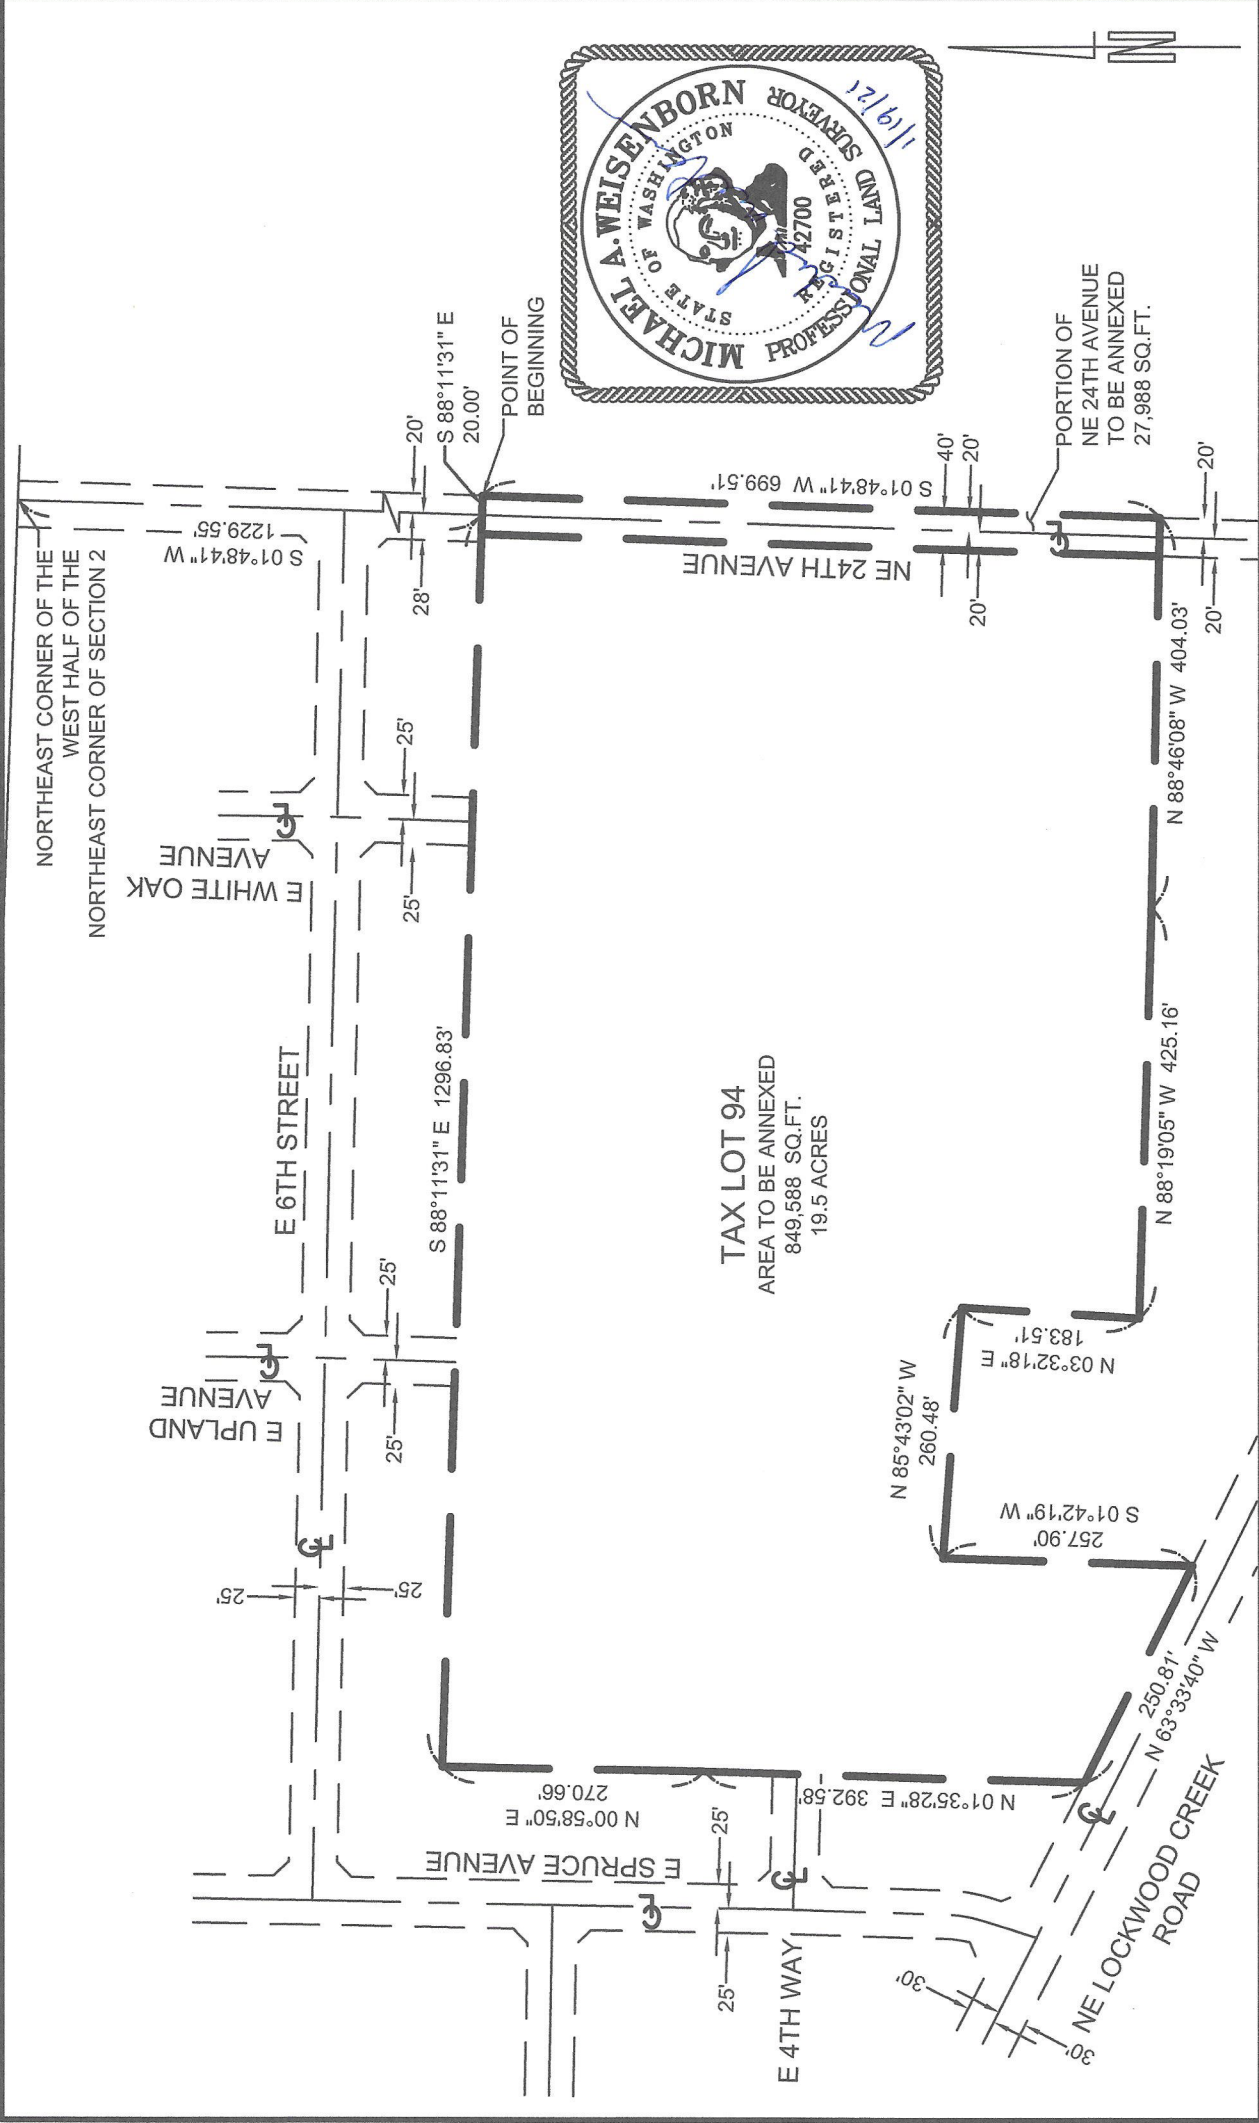 NORTHEAST CORNER OF THE
WEST HALF OF THE
NORTHEAST CORNER OF SECTION 2
S 01°48'41" W
1229.55'
20'
28'
S 88°11'31" E
20.00'
POINT OF
BEGINNING
E WHITE OAK
AVENUE
CL
25'
25'
E 6TH STREET
E UPLAND
AVENUE
CL
25'
25'
CL
25'
25'
S 88°11'31" E 1296.83'
NE 24TH AVENUE
S 01°48'41" W 699.51'
40'
20'
20'
CL
PORTION OF
NE 24TH AVENUE
TO BE ANNEXED
27,988 SQ.FT.
20'
20'
TAX LOT 94
AREA TO BE ANNEXED
849,588 SQ.FT.
19.5 ACRES
N 88°46'08" W 404.03'
N 88°19'05" W 425.16'
N 03°32'18" E
183.51'
N 85°43'02" W
260.48'
S 01°42'19" W
257.90'
250.81'
N 63°33'40" W
N 01°35'28" E 392.58'
N 00°58'50" E
270.66'
E SPRUCE AVENUE
CL
25'
25'
E 4TH WAY
CL
30'
30'
CL
NE LOCKWOOD CREEK
ROAD
MICHAEL A. WEISENBORN
STATE OF WASHINGTON
42700
REGISTERED
PROFESSIONAL LAND SURVEYOR
1/19/21
N